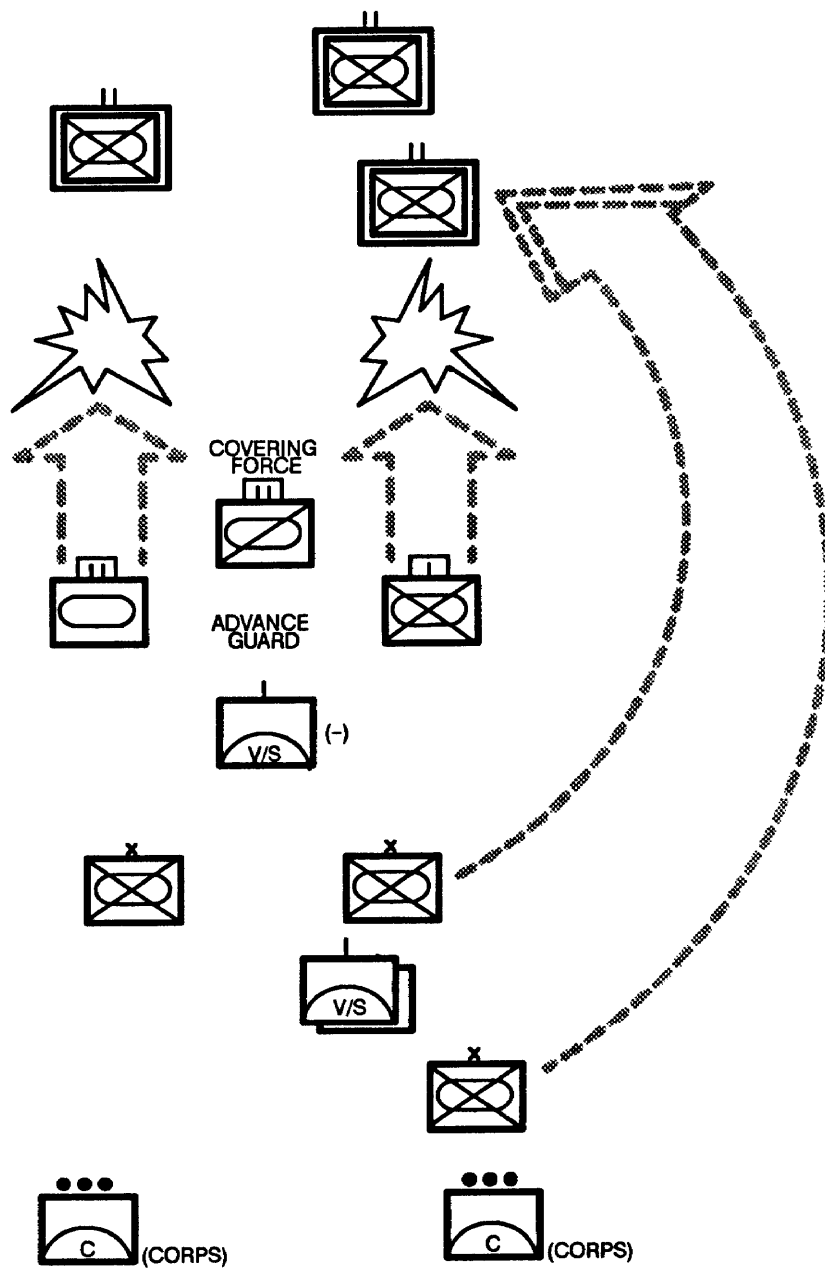 COVERING
FORCE
ADVANCE
GUARD
V/S
(-)
X
X
V/S
X
C
(CORPS)
C
(CORPS)